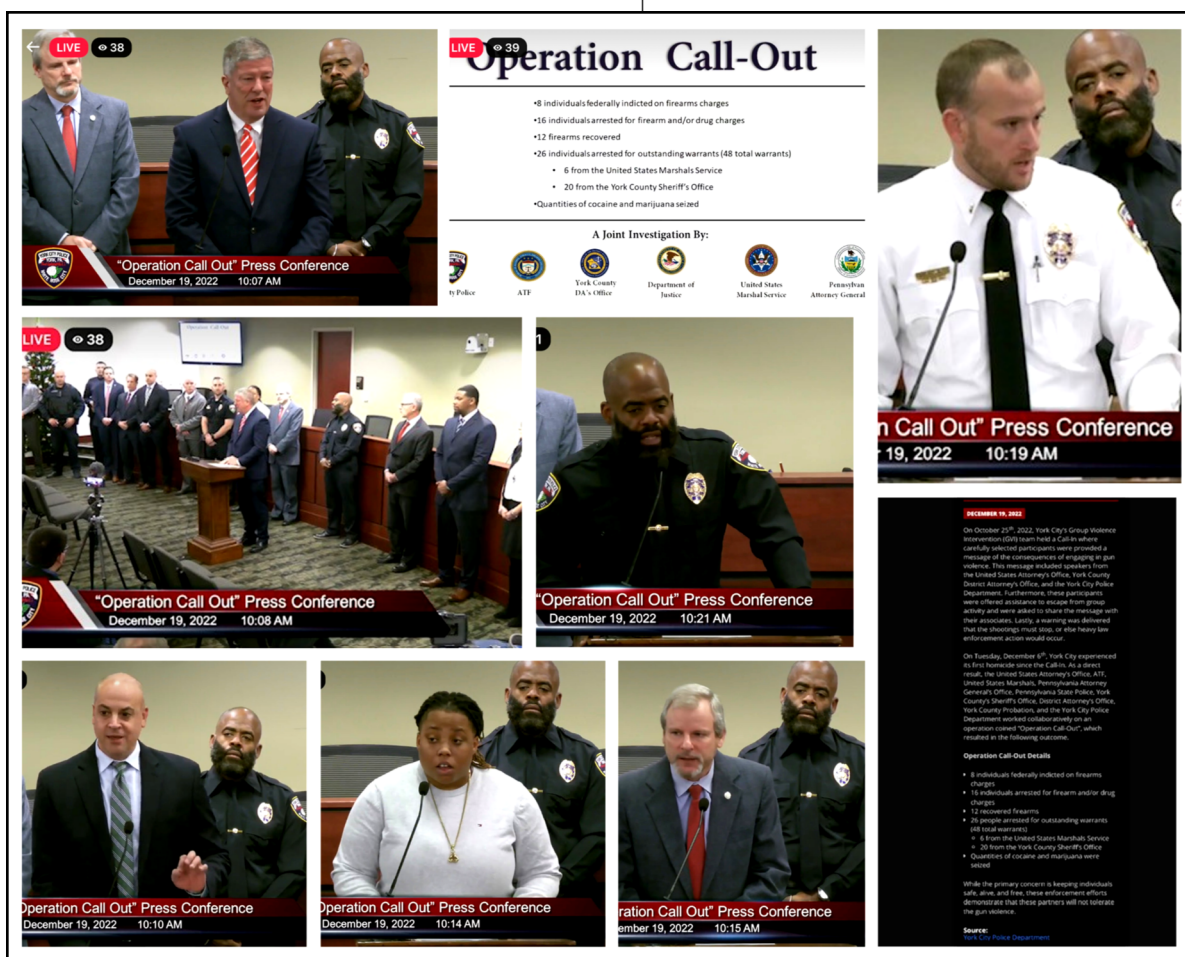 LIVE 38
"Operation Call Out" Press Conference
December 19, 2022 10:07 AM
LIVE 39
Operation Call-Out
•8 individuals federally indicted on firearms charges
•16 individuals arrested for firearm and/or drug charges
•12 firearms recovered
•26 individuals arrested for outstanding warrants (48 total warrants)
• 6 from the United States Marshals Service
• 20 from the York County Sheriff's Office
•Quantities of cocaine and marijuana seized
A Joint Investigation By:
ty Police
ATF
York County
DA's Office
Department of
Justice
United States
Marshal Service
Pennsylvan
Attorney General
n Call Out" Press Conference
19, 2022 10:19 AM
LIVE 38
Operation Call-Out
"Operation Call Out" Press Conference
December 19, 2022 10:08 AM
1
"Operation Call Out" Press Conference
December 19, 2022 10:21 AM
DECEMBER 19, 2022
On October 25th, 2022, York City's Group Violence
Intervention (GVI) team held a Call-In where
carefully selected participants were provided a
message of the consequences of engaging in gun
violence. This message included speakers from
the United States Attorney's Office, York County
District Attorney's Office, and the York City Police
Department. Furthermore, these participants
were offered assistance to escape from group
activity and were asked to share the message with
their associates. Lastly, a warning was delivered
that the shootings must stop, or else heavy law
enforcement action would occur.
On Tuesday, December 6th, York City experienced
its first homicide since the Call-In. As a direct
result, the United States Attorney's Office, ATF,
United States Marshals, Pennsylvania Attorney
General's Office, Pennsylvania State Police, York
County's Sheriff's Office, District Attorney's Office,
York County Probation, and the York City Police
Department worked collaboratively on an
operation coined "Operation Call-Out", which
resulted in the following outcome.
Operation Call-Out Details
• 8 individuals federally indicted on firearms
charges
• 16 individuals arrested for firearm and/or drug
charges
• 12 recovered firearms
• 26 people arrested for outstanding warrants
(48 total warrants)
6 from the United States Marshals Service
20 from the York County Sheriff's Office
• Quantities of cocaine and marijuana were
seized
While the primary concern is keeping individuals
safe, alive, and free, these enforcement efforts
demonstrate that these partners will not tolerate
the gun violence.
Source:
York City Police Department
Operation Call Out" Press Conference
December 19, 2022 10:10 AM
Operation Call Out" Press Conference
December 19, 2022 10:14 AM
ration Call Out" Press Conference
ember 19, 2022 10:15 AM